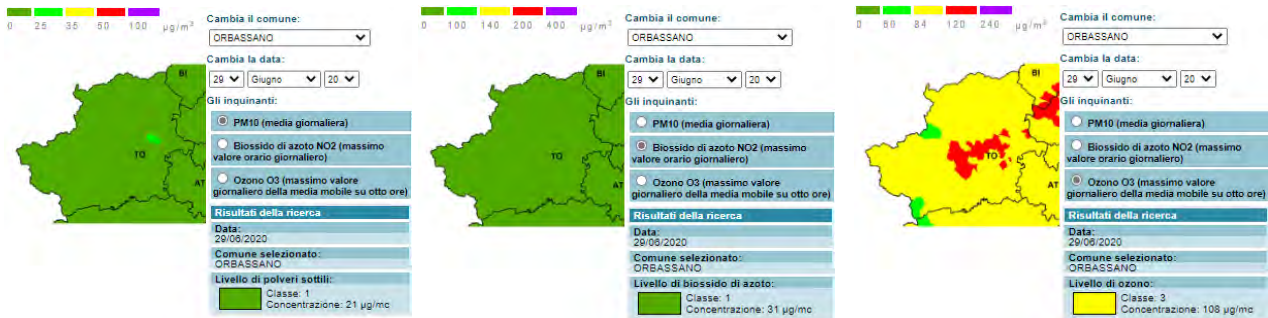 0 25 35 50 100 µg/m³
Cambia il comune:
ORBASSANO
Cambia la data:
29 Giugno 20
Gli inquinanti:
PM10 (media giornaliera)
Biossido di azoto NO2 (massimo
valore orario giornaliero)
Ozono O3 (massimo valore
giornaliero della media mobile su otto ore)
Risultati della ricerca
Data:
29/06/2020
Comune selezionato:
ORBASSANO
Livello di polveri sottili:
Classe: 1
Concentrazione: 21 µg/mc
BI
TO
AT
0 100 140 200 400 µg/m³
Cambia il comune:
ORBASSANO
Cambia la data:
29 Giugno 20
Gli inquinanti:
PM10 (media giornaliera)
Biossido di azoto NO2 (massimo
valore orario giornaliero)
Ozono O3 (massimo valore
giornaliero della media mobile su otto ore)
Risultati della ricerca
Data:
29/06/2020
Comune selezionato:
ORBASSANO
Livello di biossido di azoto:
Classe: 1
Concentrazione: 31 µg/mc
BI
TO
AT
0 60 84 120 240 µg/m³
Cambia il comune:
ORBASSANO
Cambia la data:
29 Giugno 20
Gli inquinanti:
PM10 (media giornaliera)
Biossido di azoto NO2 (massimo
valore orario giornaliero)
Ozono O3 (massimo valore
giornaliero della media mobile su otto ore)
Risultati della ricerca
Data:
29/06/2020
Comune selezionato:
ORBASSANO
Livello di ozono:
Classe: 3
Concentrazione: 108 µg/mc
BI
TO
AT